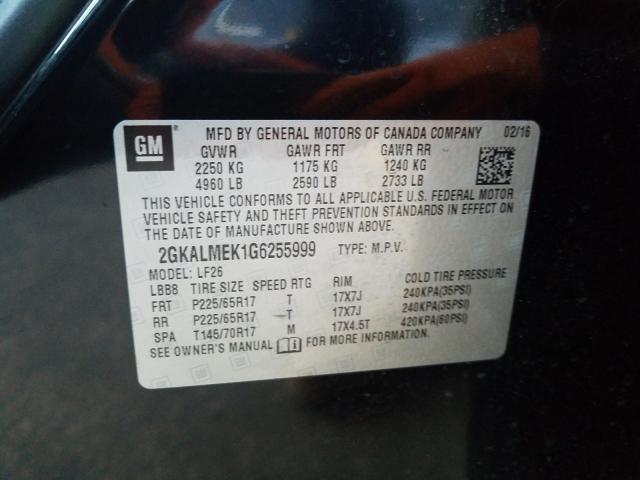 GM MFD BY GENERAL MOTORS OF CANADA COMPANY 02/16
GVWR GAWR FRT GAWR RR
2250 KG 1175 KG 1240 KG
4960 LB 2590 LB 2733 LB
THIS VEHICLE CONFORMS TO ALL APPLICABLE U.S. FEDERAL MOTOR
VEHICLE SAFETY AND THEFT PREVENTION STANDARDS IN EFFECT ON
THE DATE OF MANUFACTURE SHOWN ABOVE.
2GKALMEK1G6255999 TYPE: M.P.V.
MODEL: LF26
LBB8 TIRE SIZE SPEED RTG RIM COLD TIRE PRESSURE
FRT P225/65R17 T 17X7J 240KPA(35PSI)
RR P225/65R17 T 17X7J 240KPA(35PSI)
SPA T145/70R17 M 17X4.5T 420KPA(60PSI)
SEE OWNER'S MANUAL FOR MORE INFORMATION.